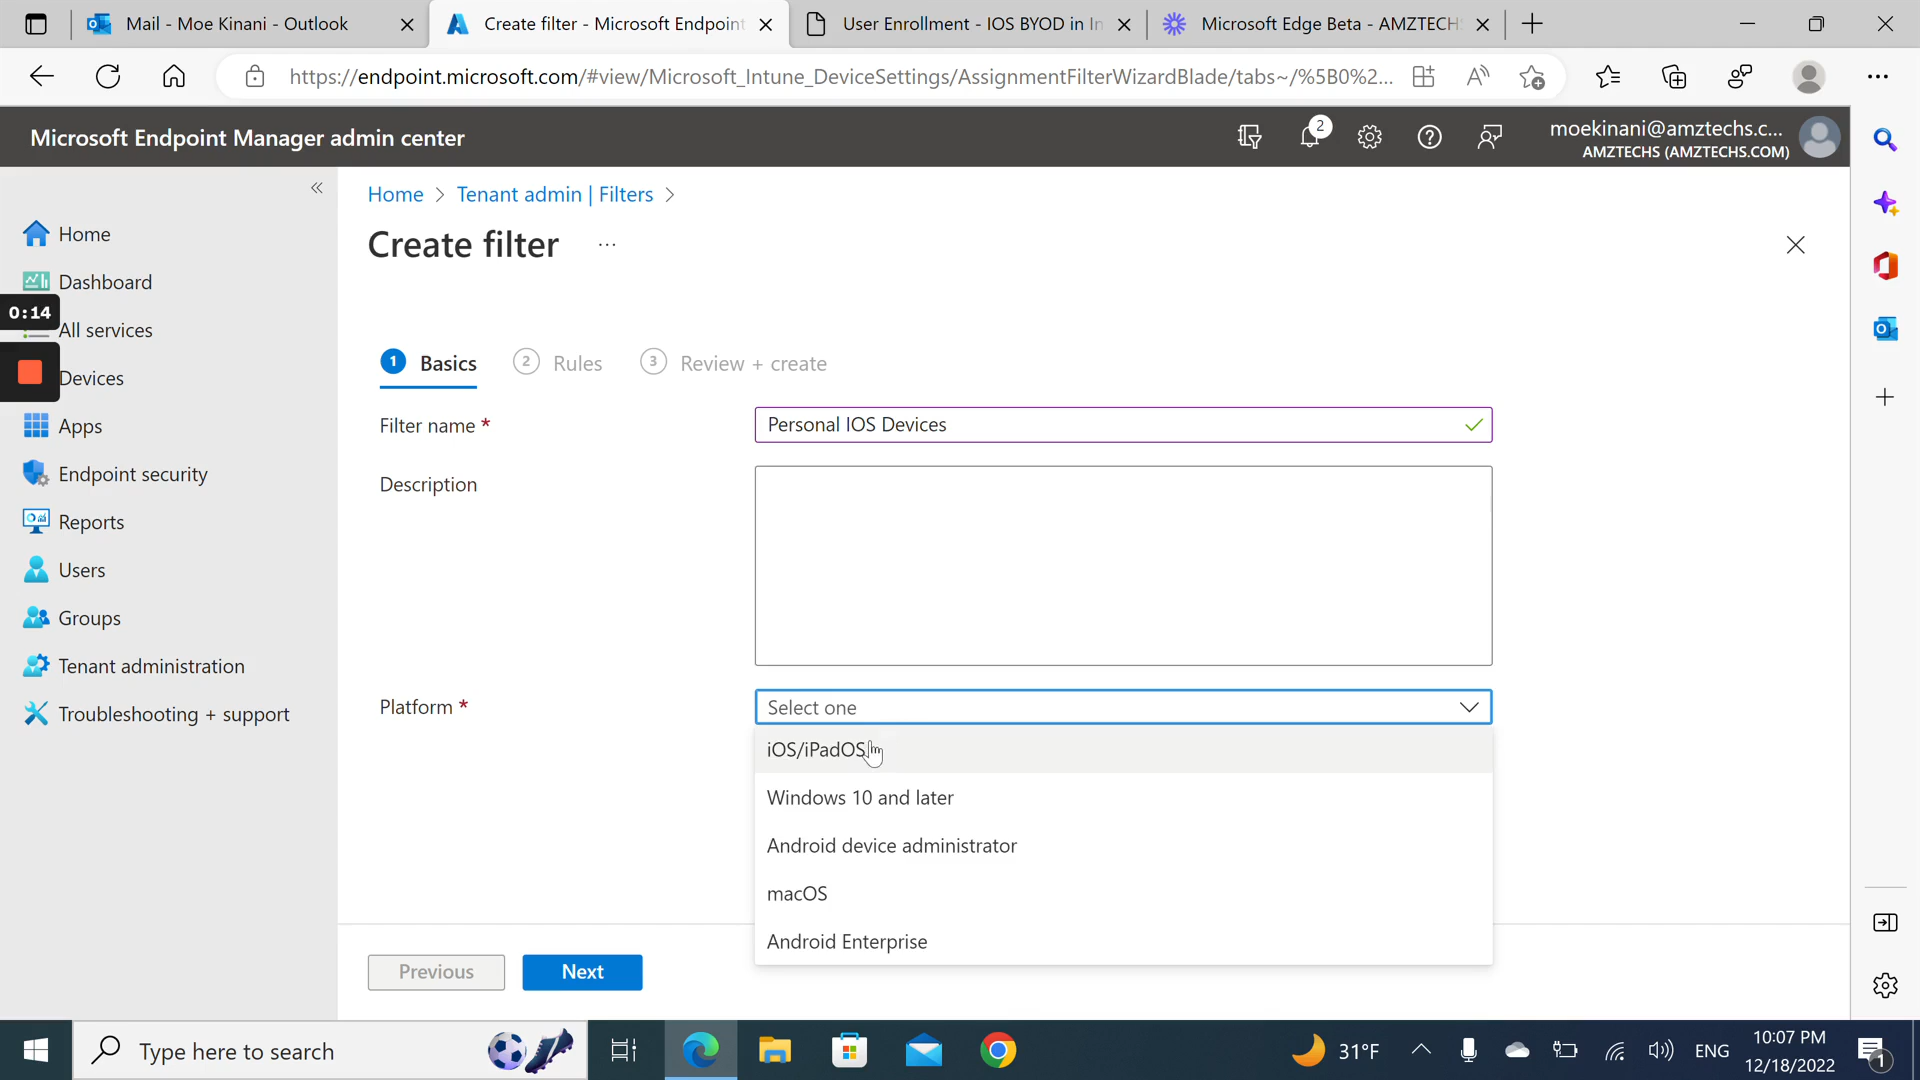 Mail - Moe Kinani - Outlook
Create filter - Microsoft Endpoint
User Enrollment - IOS BYOD in In
Microsoft Edge Beta - AMZTECH
https://endpoint.microsoft.com/#view/Microsoft_Intune_DeviceSettings/AssignmentFilterWizardBlade/tabs~/%5B0%2...
Microsoft Endpoint Manager admin center
2
moekinani@amztechs.c...
AMZTECHS (AMZTECHS.COM)
Home > Tenant admin | Filters >
Create filter ...
Home
Dashboard
0:14
All services
Devices
Apps
Endpoint security
Reports
Users
Groups
Tenant administration
Troubleshooting + support
1 Basics
2 Rules
3 Review + create
Filter name *
Personal IOS Devices
Description
Platform *
Select one
iOS/iPadOS
Windows 10 and later
Android device administrator
macOS
Android Enterprise
Previous
Next
Type here to search
31°F
ENG
10:07 PM
12/18/2022
1